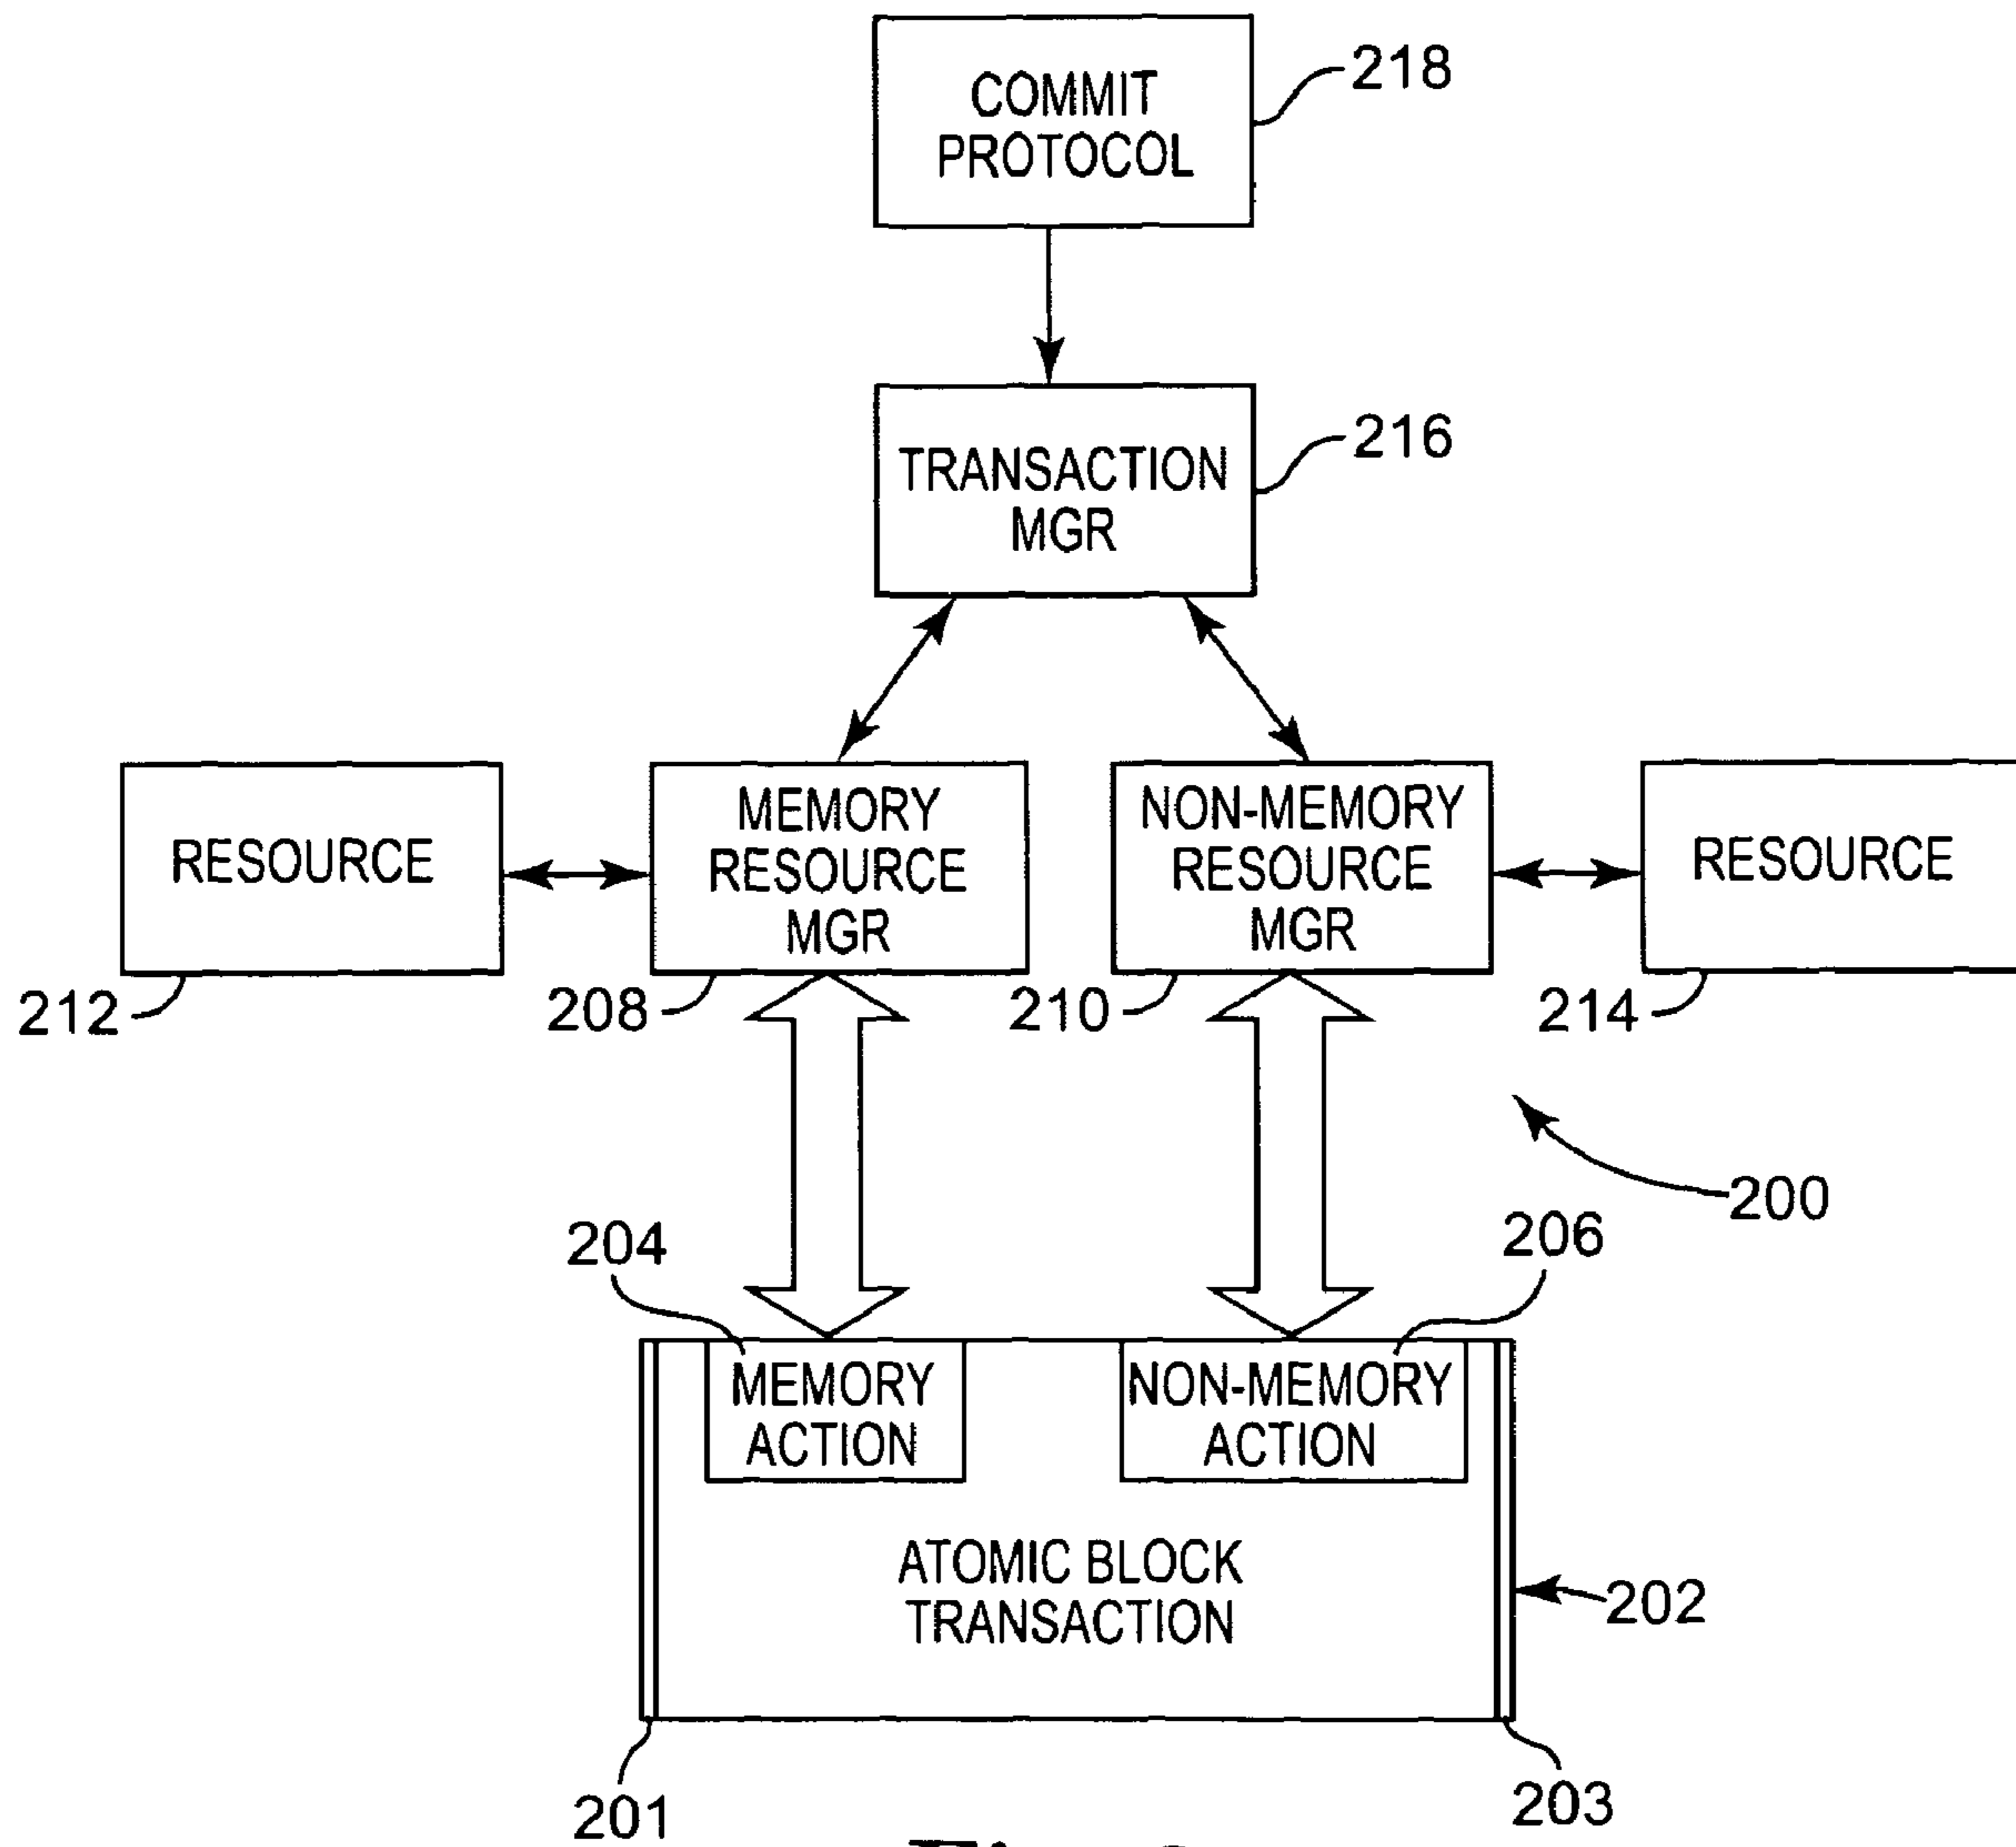 COMMIT
PROTOCOL
218
TRANSACTION
MGR
216
RESOURCE
MEMORY
RESOURCE
MGR
NON-MEMORY
RESOURCE
MGR
RESOURCE
212
208
210
214
200
204
206
MEMORY
ACTION
NON-MEMORY
ACTION
ATOMIC BLOCK
TRANSACTION
202
201
203